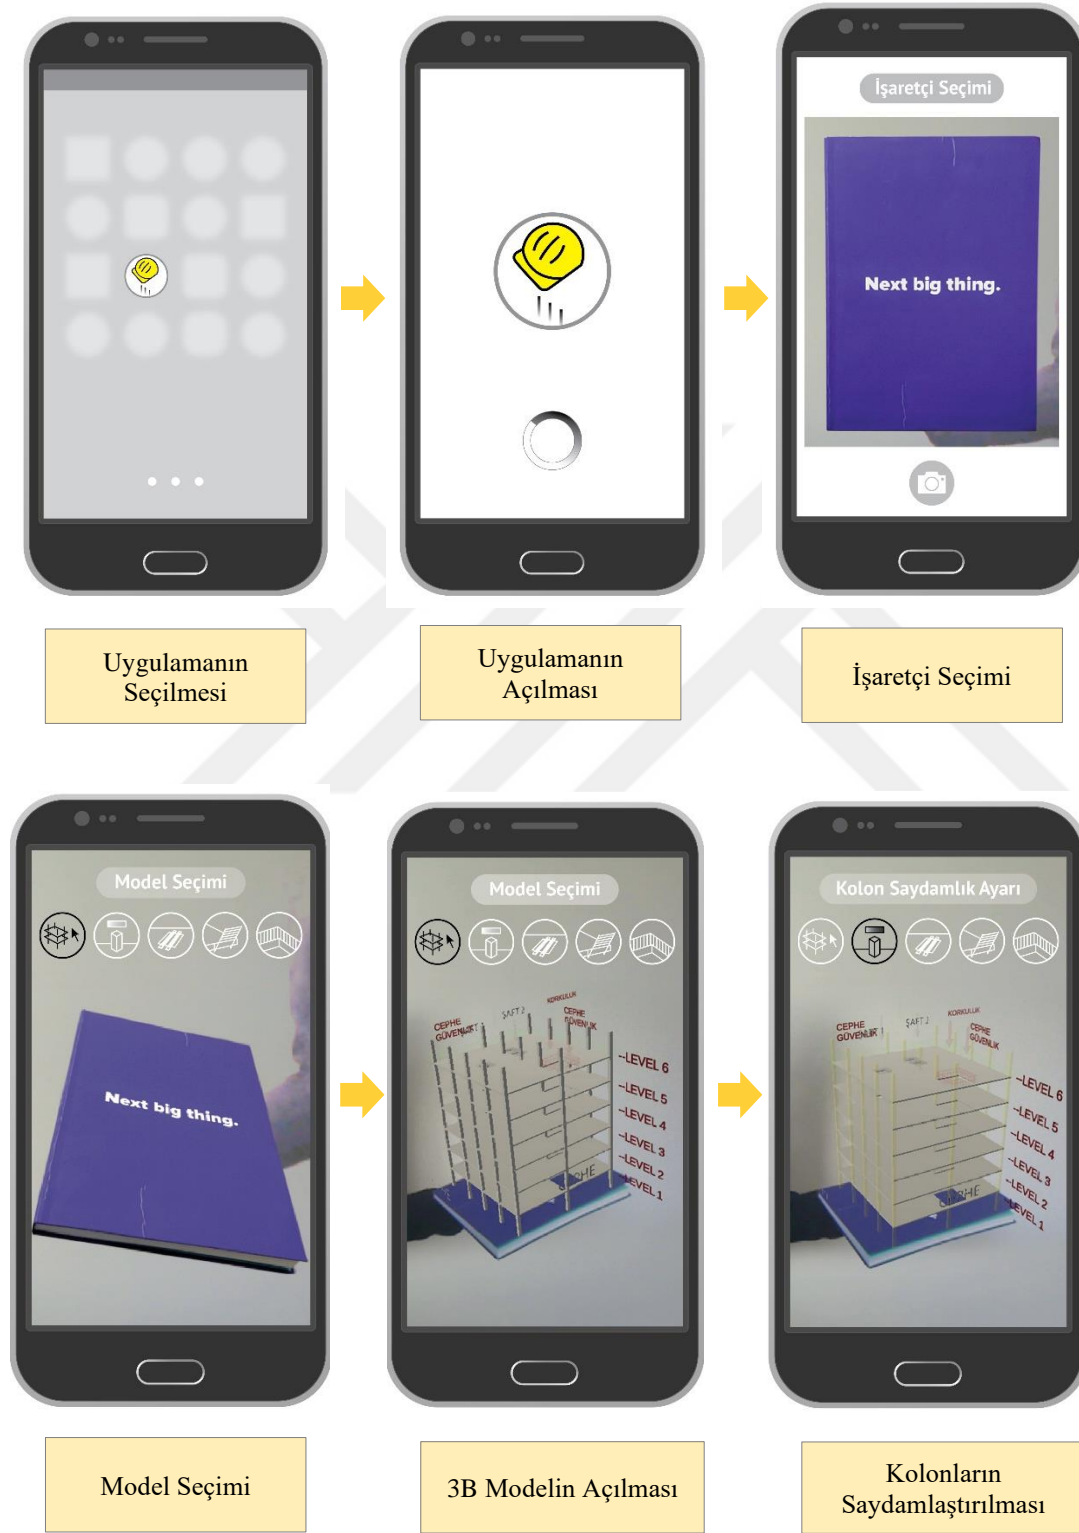 İşaretçi Seçimi
Next big thing.
Uygulamanın
Seçilmesi
Uygulamanın
Açılması
İşaretçi Seçimi
Model Seçimi
Next big thing.
Model Seçimi
CEPHE
GÜVENLİK
ŞAFT 2
KORKULUK
CEPHE
GÜVENLİK
LEVEL 6
LEVEL 5
LEVEL 4
LEVEL 3
LEVEL 2
LEVEL 1
CEPHE
Kolon Saydamlık Ayarı
CEPHE
GÜVENLİK
ŞAFT 2
KORKULUK
CEPHE
GÜVENLİK
LEVEL 6
LEVEL 5
LEVEL 4
LEVEL 3
LEVEL 2
LEVEL 1
Model Seçimi
3B Modelin Açılması
Kolonların
Saydamlaştırılması